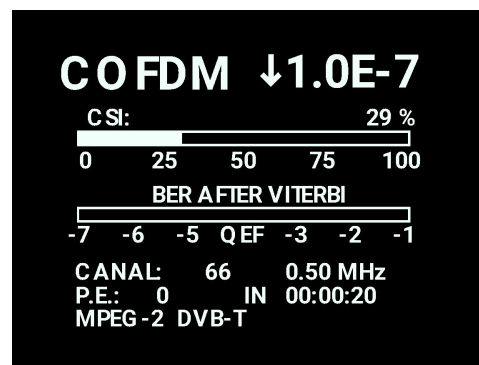 COFDM ↓1.0E-7
CSI: 29 %
0 25 50 75 100
BER AFTER VITERBI
-7 -6 -5 QEF -3 -2 -1
CANAL: 66 0.50 MHz
P.E.: 0 IN 00:00:20
MPEG-2 DVB-T